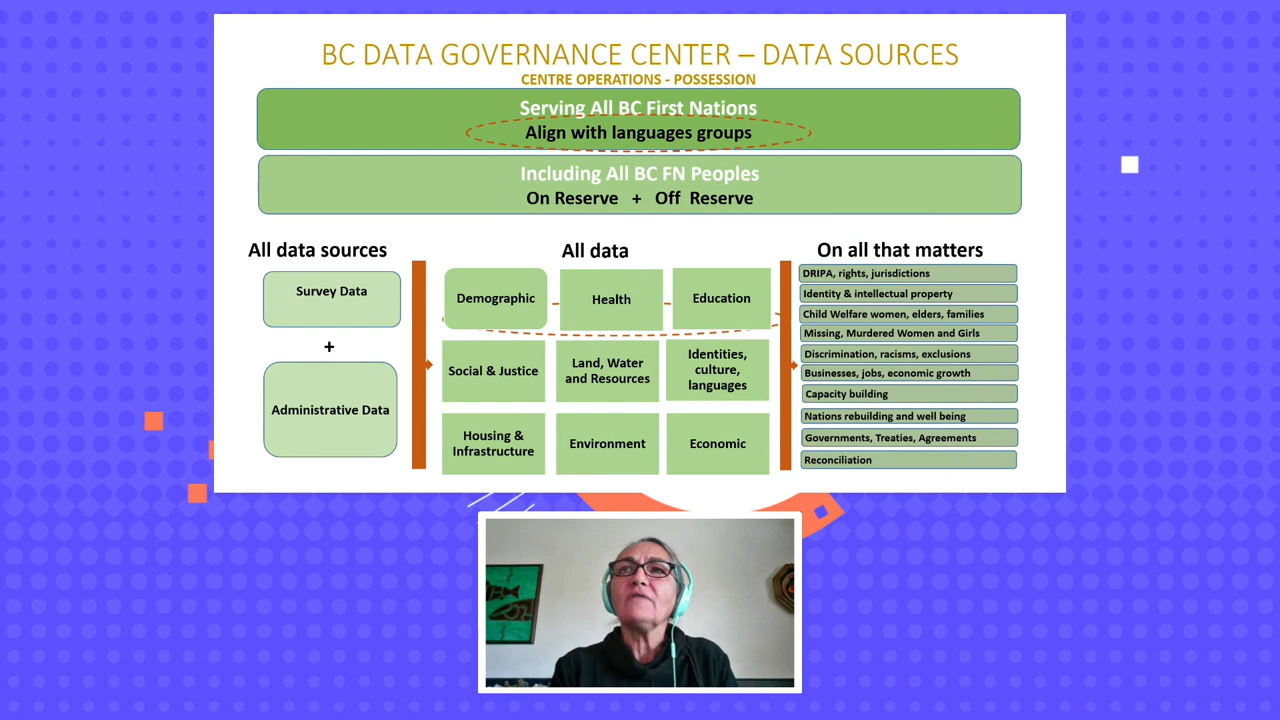 BC DATA GOVERNANCE CENTER – DATA SOURCES
CENTRE OPERATIONS - POSSESSION
Serving All BC First Nations
Align with languages groups
Including All BC FN Peoples
On Reserve + Off Reserve
All data sources
Survey Data
+
Administrative Data
All data
Demographic
Health
Education
Social & Justice
Land, Water
and Resources
Identities,
culture,
languages
Housing &
Infrastructure
Environment
Economic
On all that matters
DRIPA, rights, jurisdictions
Identity & intellectual property
Child Welfare women, elders, families
Missing, Murdered Women and Girls
Discrimination, racisms, exclusions
Businesses, jobs, economic growth
Capacity building
Nations rebuilding and well being
Governments, Treaties, Agreements
Reconciliation